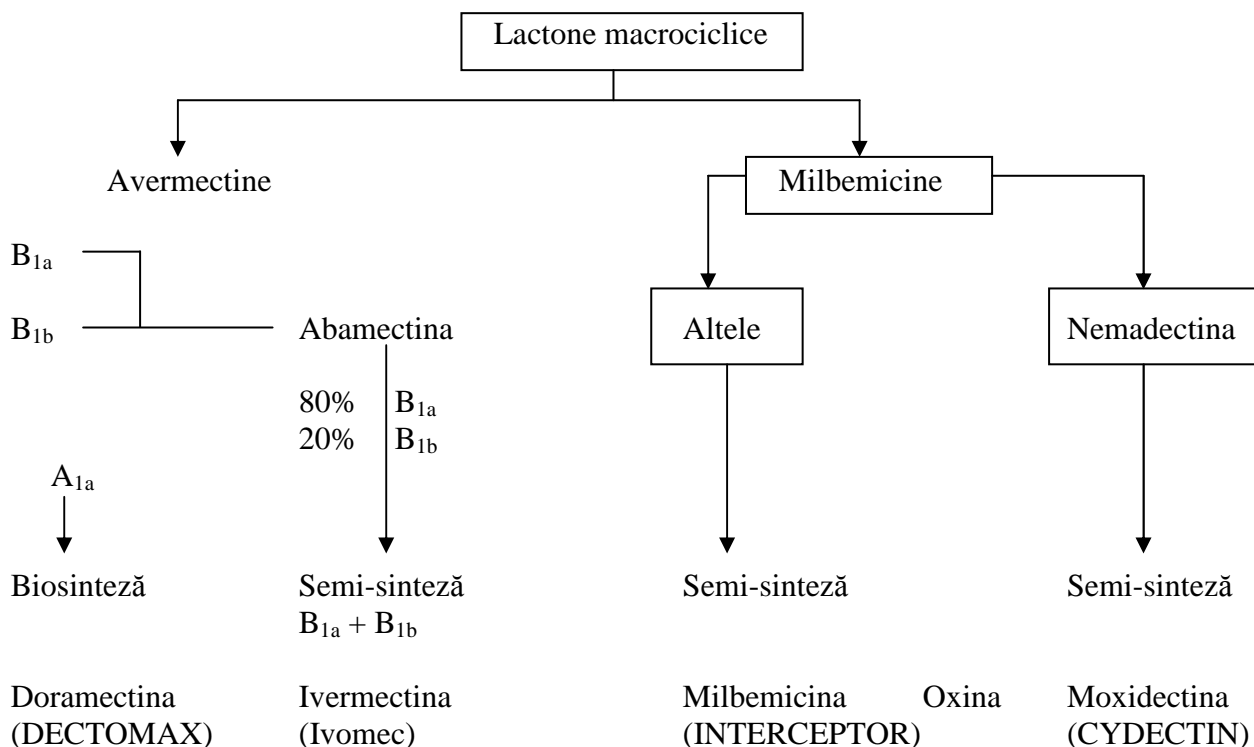 Lactone macrociclice
Avermectine
Milbemicine
B1a
B1b
Abamectina
Altele
Nemadectina
80% B1a
20% B1b
A1a
Biosinteză
Semi-sinteză
Semi-sinteză
Semi-sinteză
B1a + B1b
Doramectina
(DECTOMAX)
Ivermectina
(Ivomec)
Milbemicina Oxina
(INTERCEPTOR)
Moxidectina
(CYDECTIN)